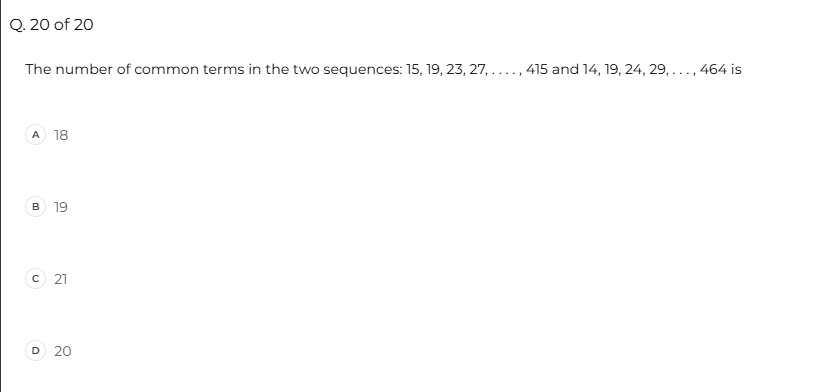 Q. 20 of 20
The number of common terms in the two sequences: 15, 19, 23, 27, . . . . , 415 and 14, 19, 24, 29, . . . , 464 is
A 18
B 19
C 21
D 20